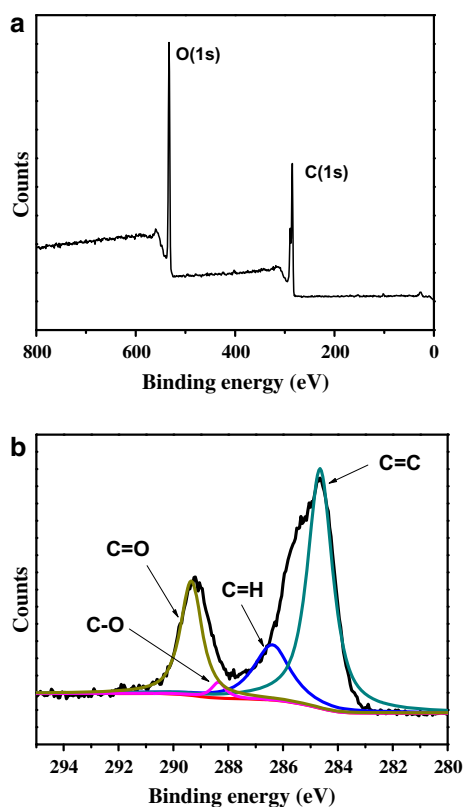 a
O(1s)
C(1s)
Counts
800 600 400 200 0
Binding energy (eV)
b
C=C
C=O
C=H
C-O
Counts
294 292 290 288 286 284 282 280
Binding energy (eV)